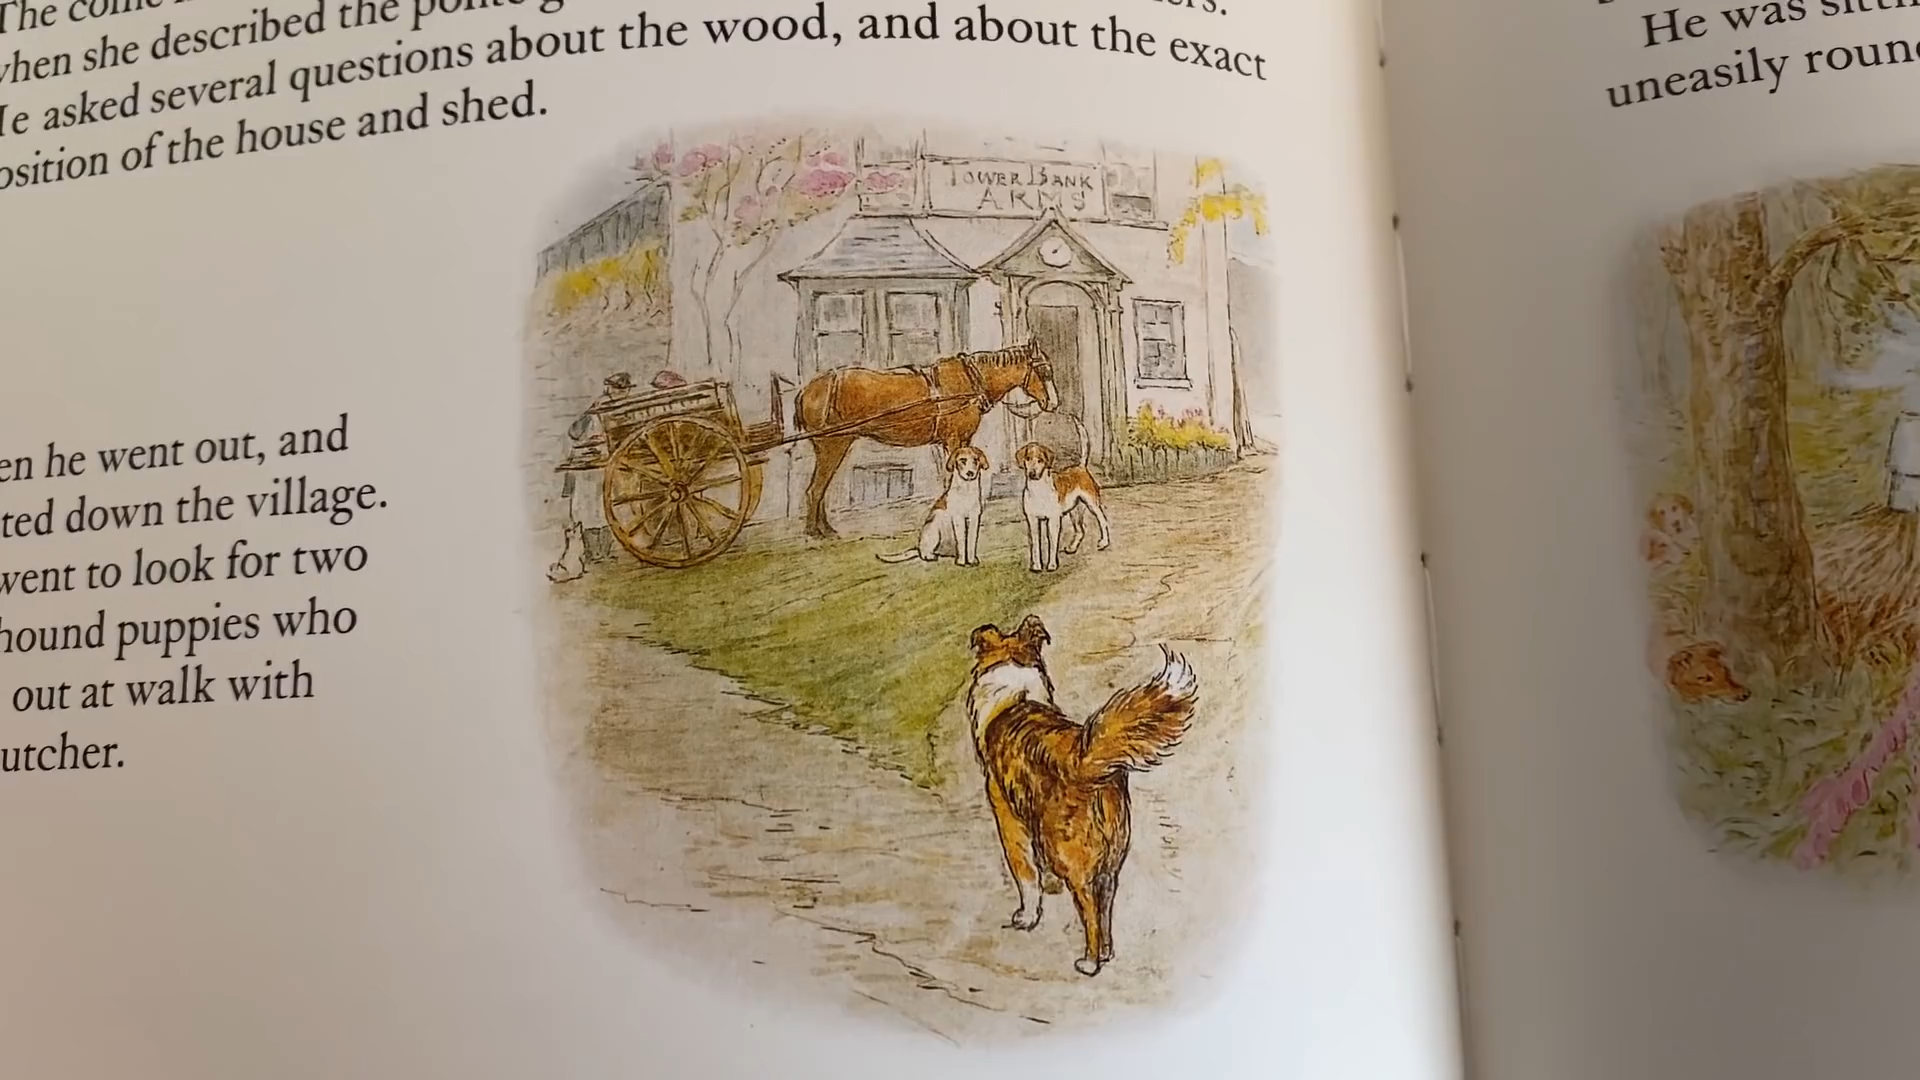 when she described the
He asked several questions about the wood, and about the exact
position of the house and shed.
TOWER BANK
ARMS
en he went out, and
ted down the village.
went to look for two
hound puppies who
out at walk with
utcher.
He was
uneasily roun